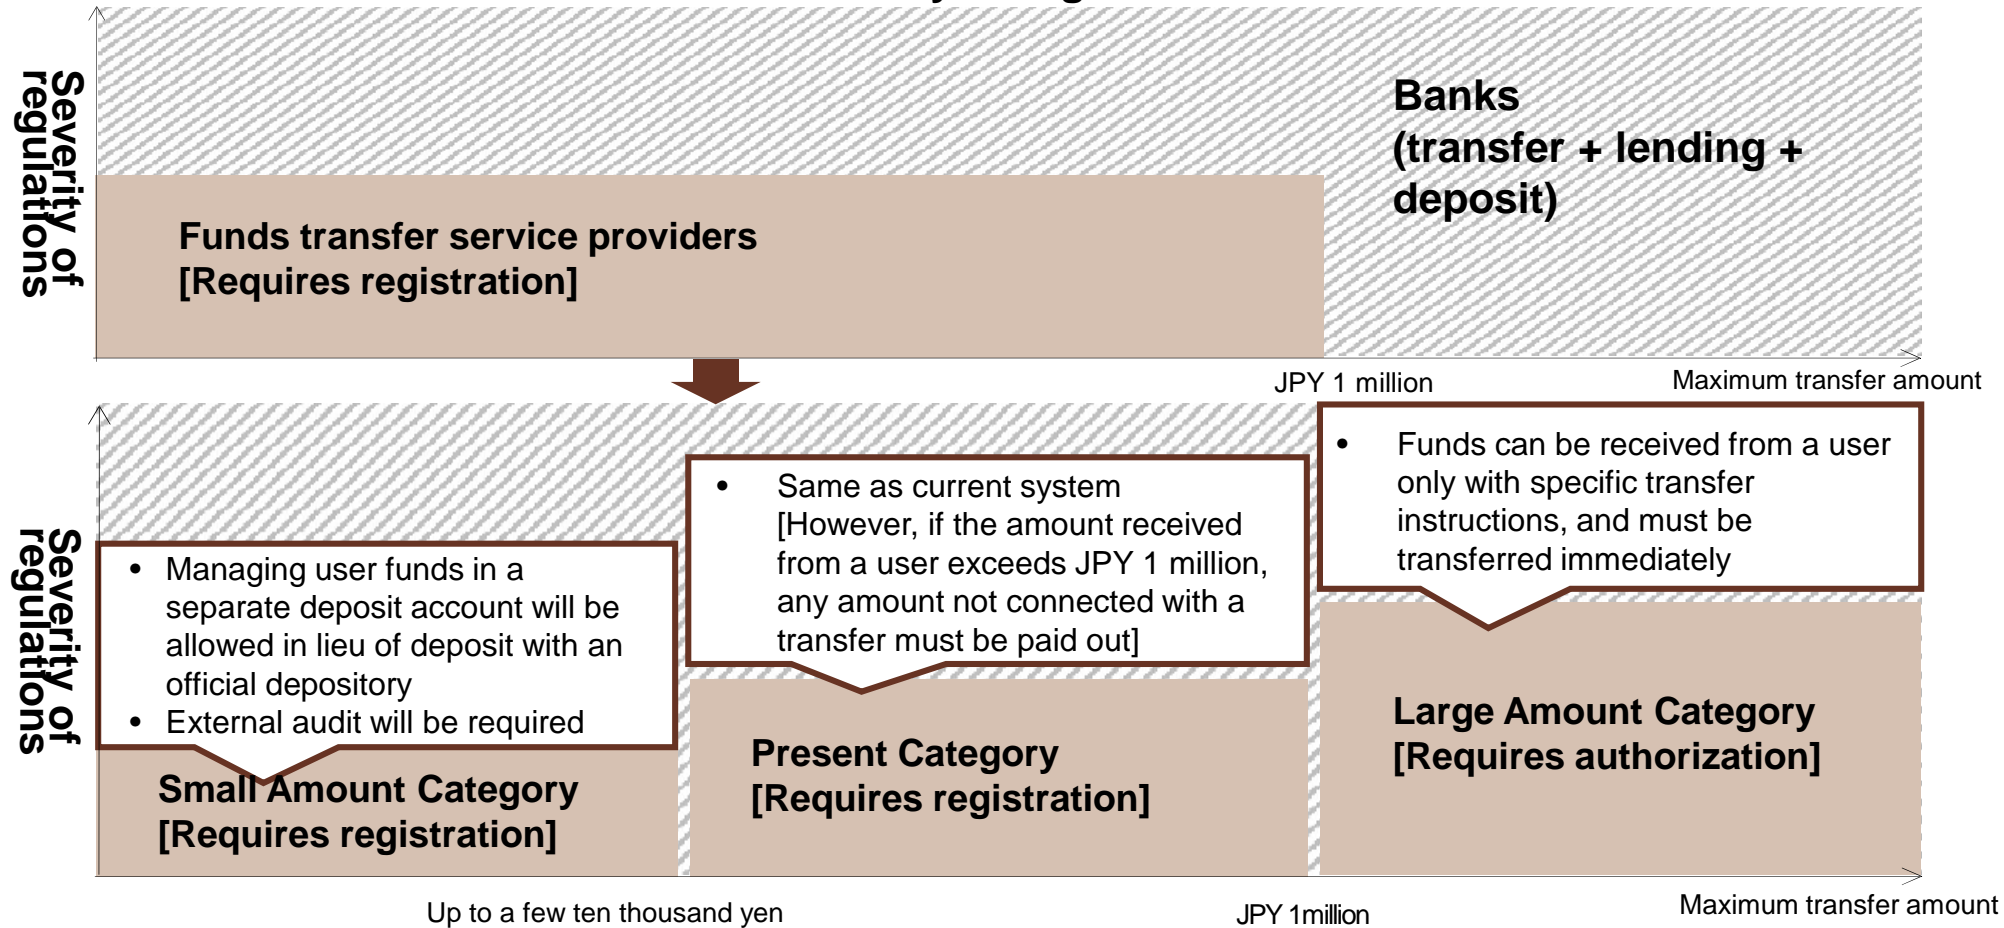 Severity of
regulations
Banks
(transfer + lending +
deposit)
Funds transfer service providers
[Requires registration]
JPY 1 million
Maximum transfer amount
Severity of
regulations
• Managing user funds in a
separate deposit account will be
allowed in lieu of deposit with an
official depository
• External audit will be required
• Same as current system
[However, if the amount received
from a user exceeds JPY 1 million,
any amount not connected with a
transfer must be paid out]
• Funds can be received from a user
only with specific transfer
instructions, and must be
transferred immediately
Small Amount Category
[Requires registration]
Present Category
[Requires registration]
Large Amount Category
[Requires authorization]
Up to a few ten thousand yen
JPY 1million
Maximum transfer amount